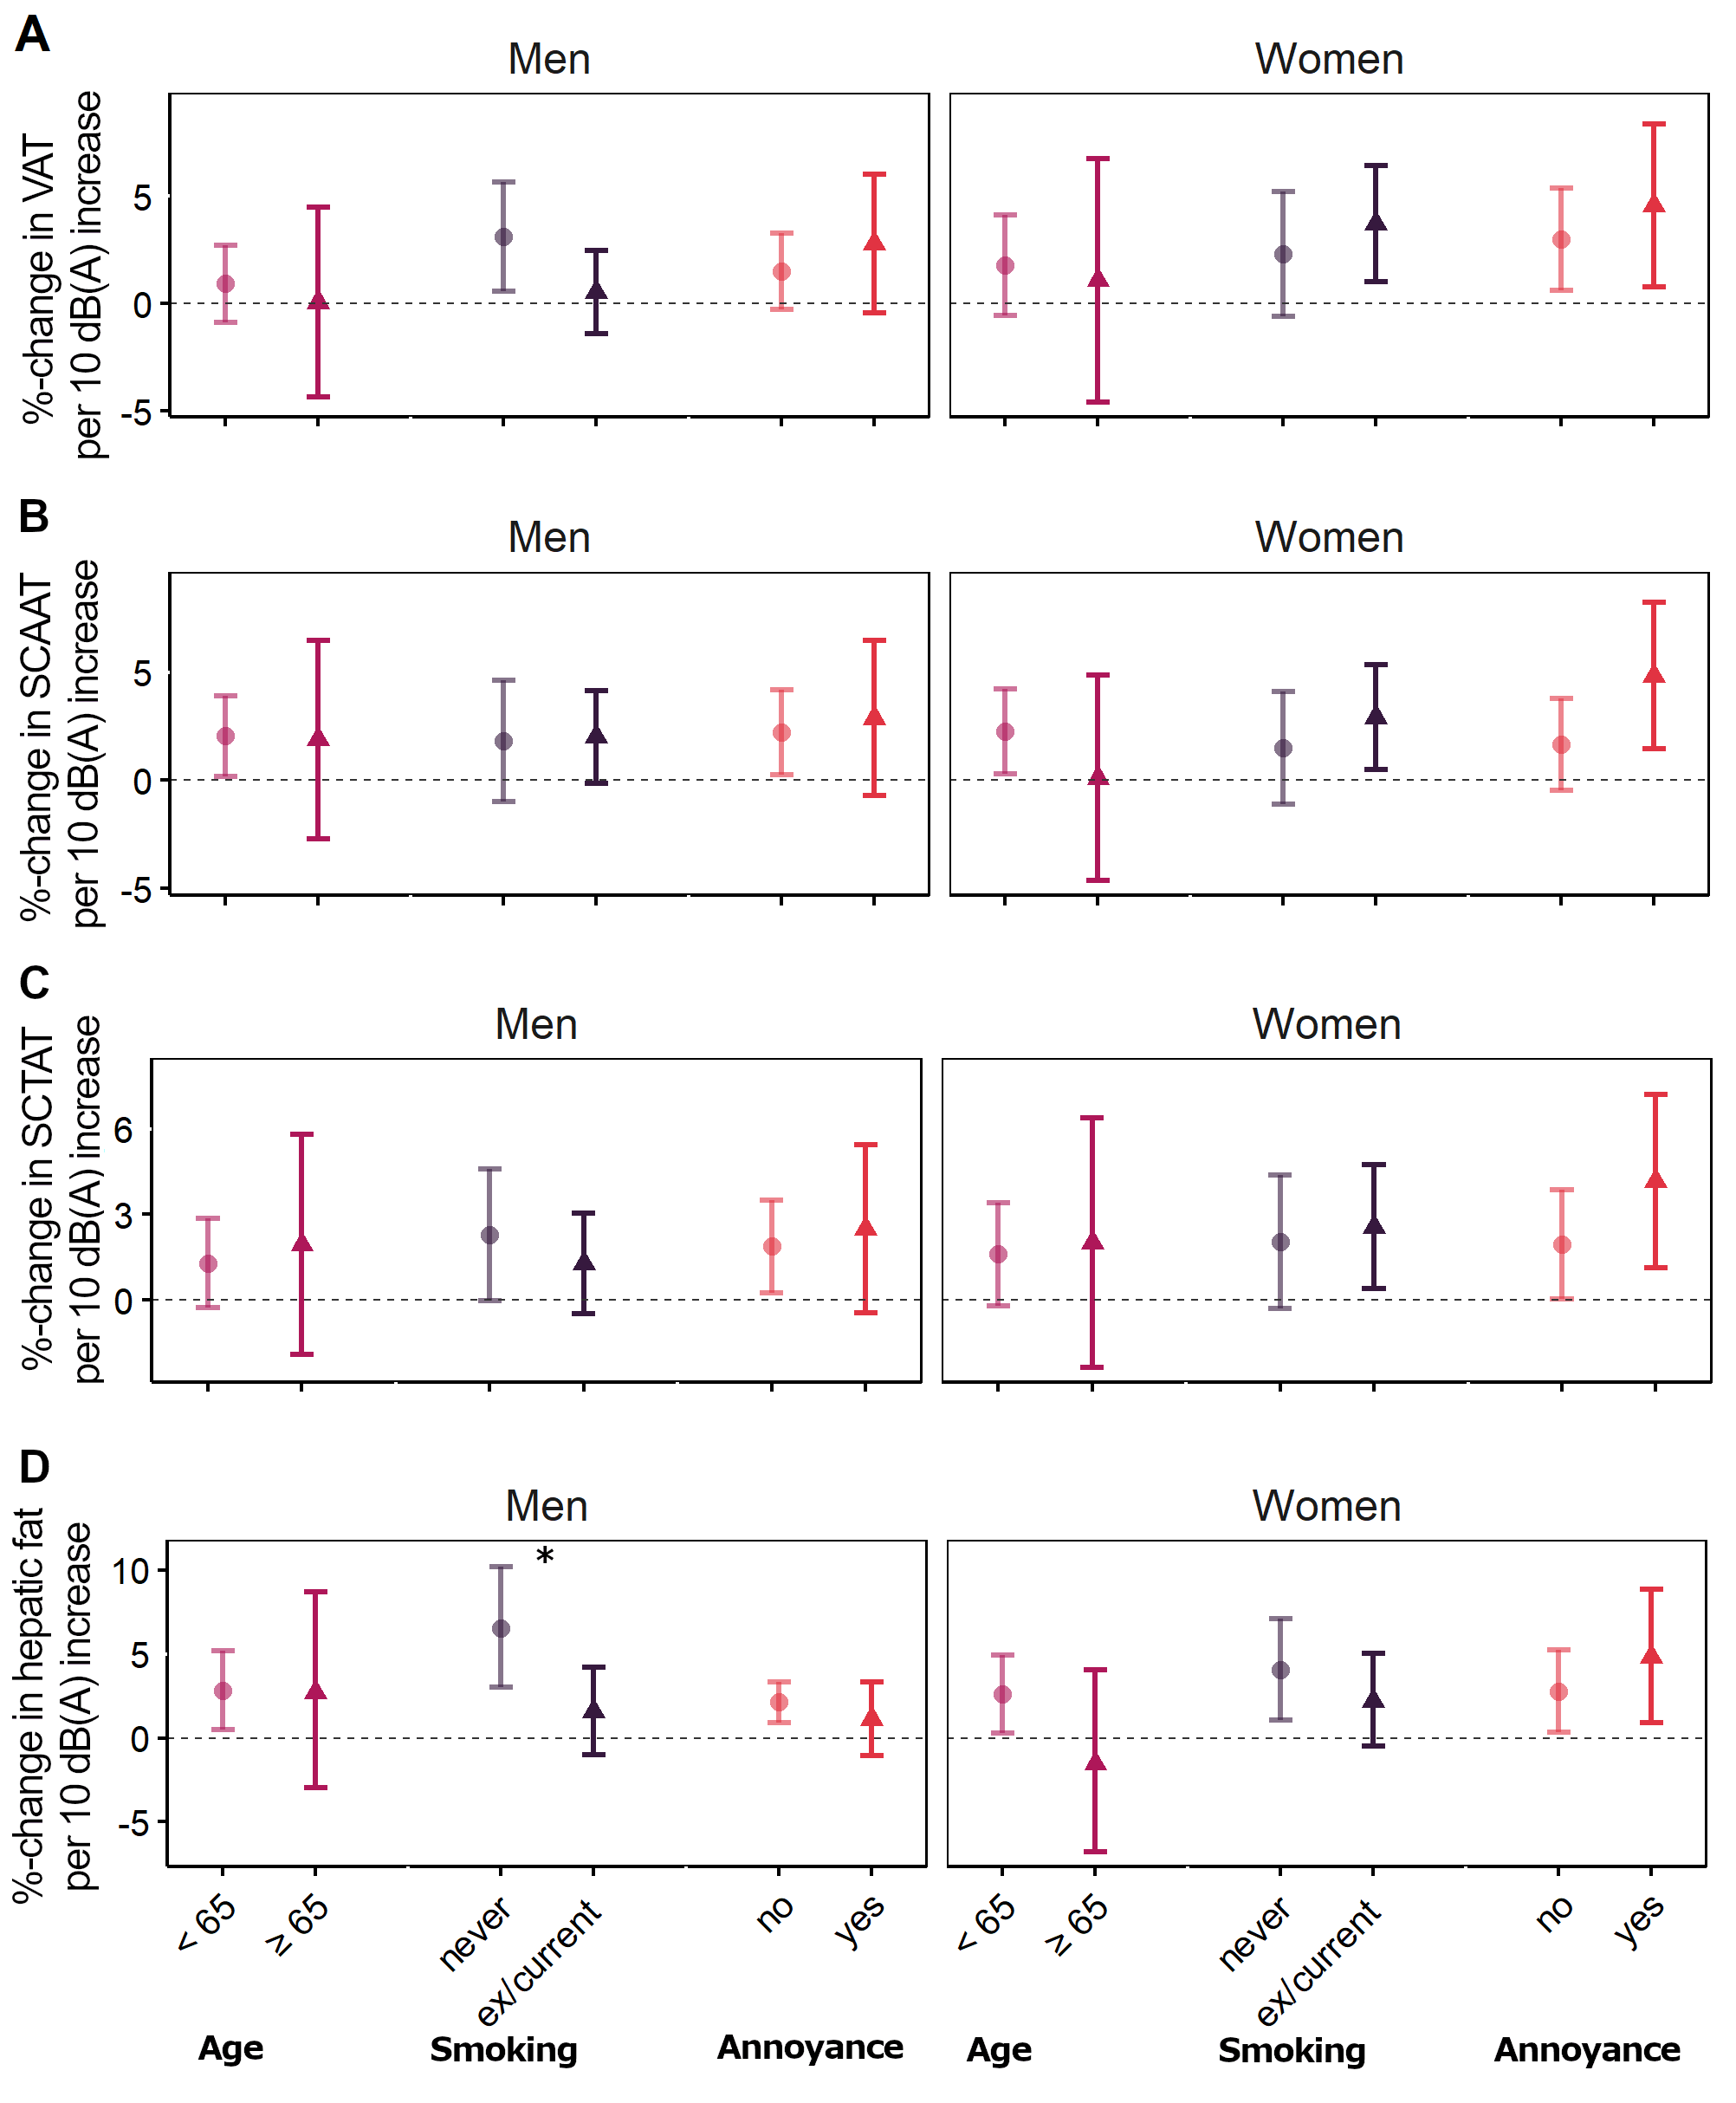 A
Men
Women
%-change in VAT
per 10 dB(A) increase
5
0
-5
B
Men
Women
%-change in SCAAT
per 10 dB(A) increase
5
0
-5
C
Men
Women
%-change in SCTAT
per 10 dB(A) increase
6
3
0
D
Men
Women
%-change in hepatic fat
per 10 dB(A) increase
10
5
0
-5
*
< 65
≥ 65
never
ex/current
no
yes
< 65
≥ 65
never
ex/current
no
yes
Age
Smoking
Annoyance
Age
Smoking
Annoyance